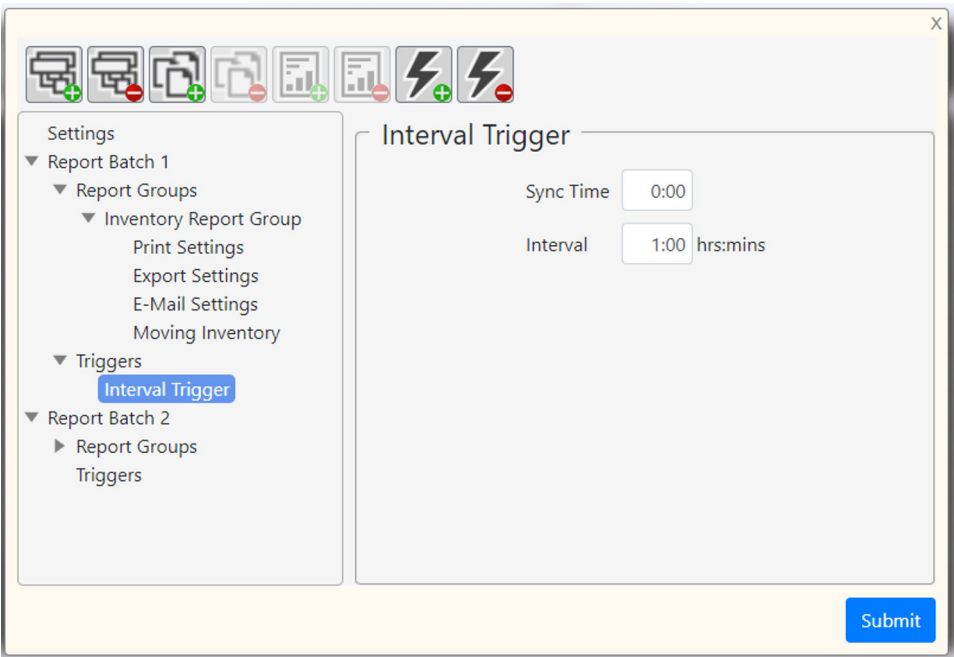 X
Settings
Report Batch 1
Report Groups
Inventory Report Group
Print Settings
Export Settings
E-Mail Settings
Moving Inventory
Triggers
Interval Trigger
Report Batch 2
Report Groups
Triggers
Interval Trigger
Sync Time 0:00
Interval 1:00 hrs:mins
Submit